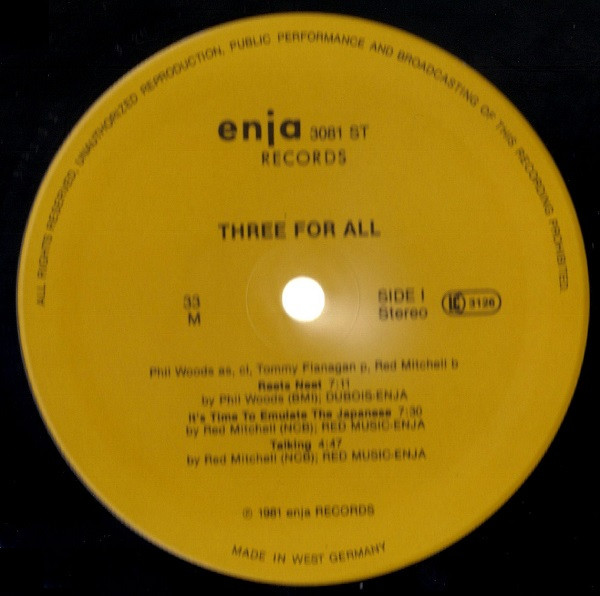 ALL RIGHTS RESERVED, UNAUTHORIZED REPRODUCTION, PUBLIC PERFORMANCE AND BROADCASTING OF THIS RECORDING PROHIBITED.
enja 3081 ST
RECORDS
THREE FOR ALL
33
M
SIDE I
Stereo
LC 3126
Phil Woods as, cl, Tommy Flanagan p, Red Mitchell b
Reets Neet 7:11
by Phil Woods (BMI); DUBOIS-ENJA
It's Time To Emulate The Japanese 7:30
by Red Mitchell (NCB); RED MUSIC-ENJA
Talking 4:47
by Red Mitchell (NCB); RED MUSIC-ENJA
℗ 1981 enja RECORDS
MADE IN WEST GERMANY